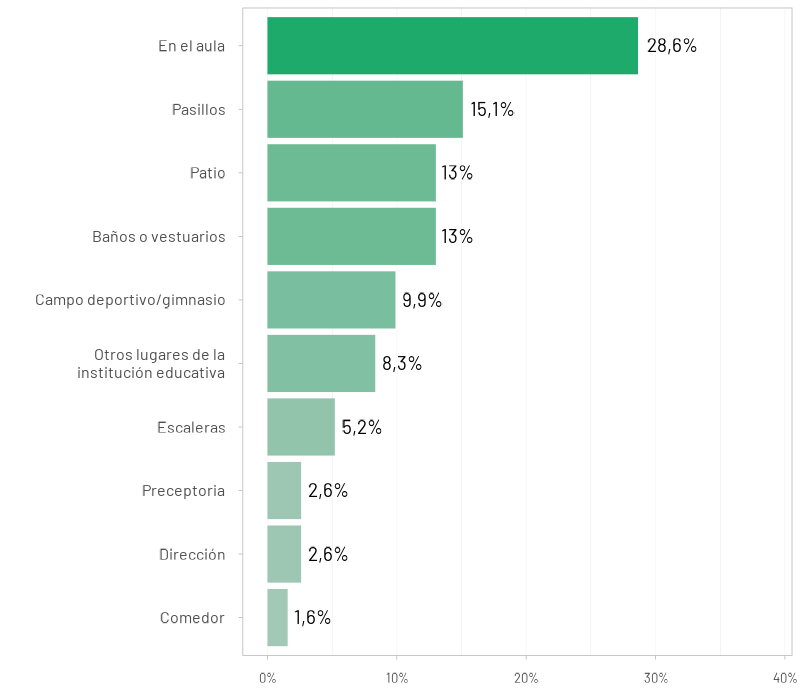 En el aula
28,6%
Pasillos
15,1%
Patio
13%
Baños o vestuarios
13%
Campo deportivo/gimnasio
9,9%
Otros lugares de la
institución educativa
8,3%
Escaleras
5,2%
Preceptoria
2,6%
Dirección
2,6%
Comedor
1,6%
0%
10%
20%
30%
40%